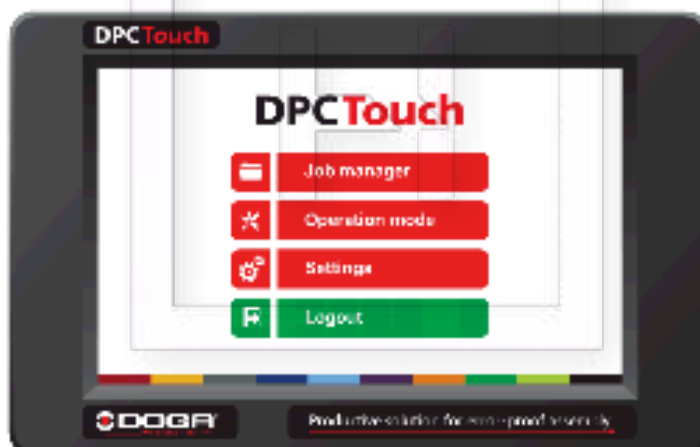 DPCTouch
DPCTouch
Job manager
Operation mode
Settings
Logout
DOGA
Productive solution for error-proof assembly.